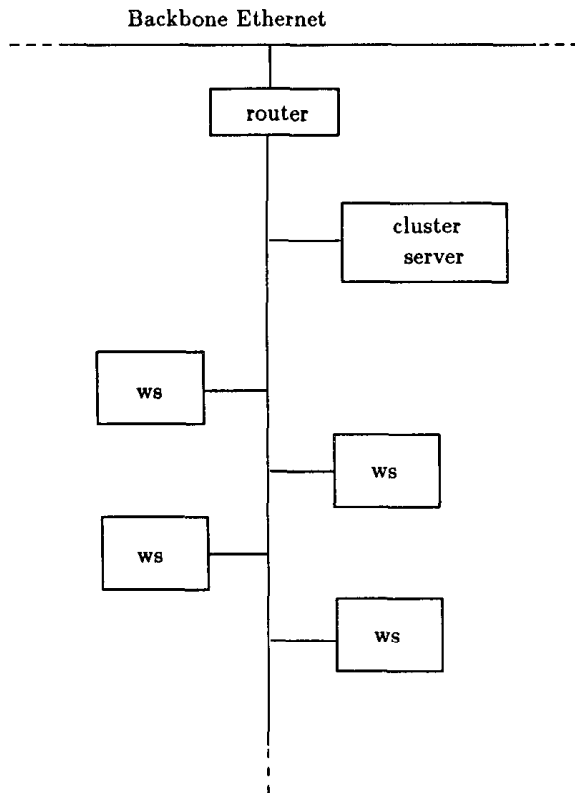 Backbone Ethernet
router
cluster
server
ws
ws
ws
ws